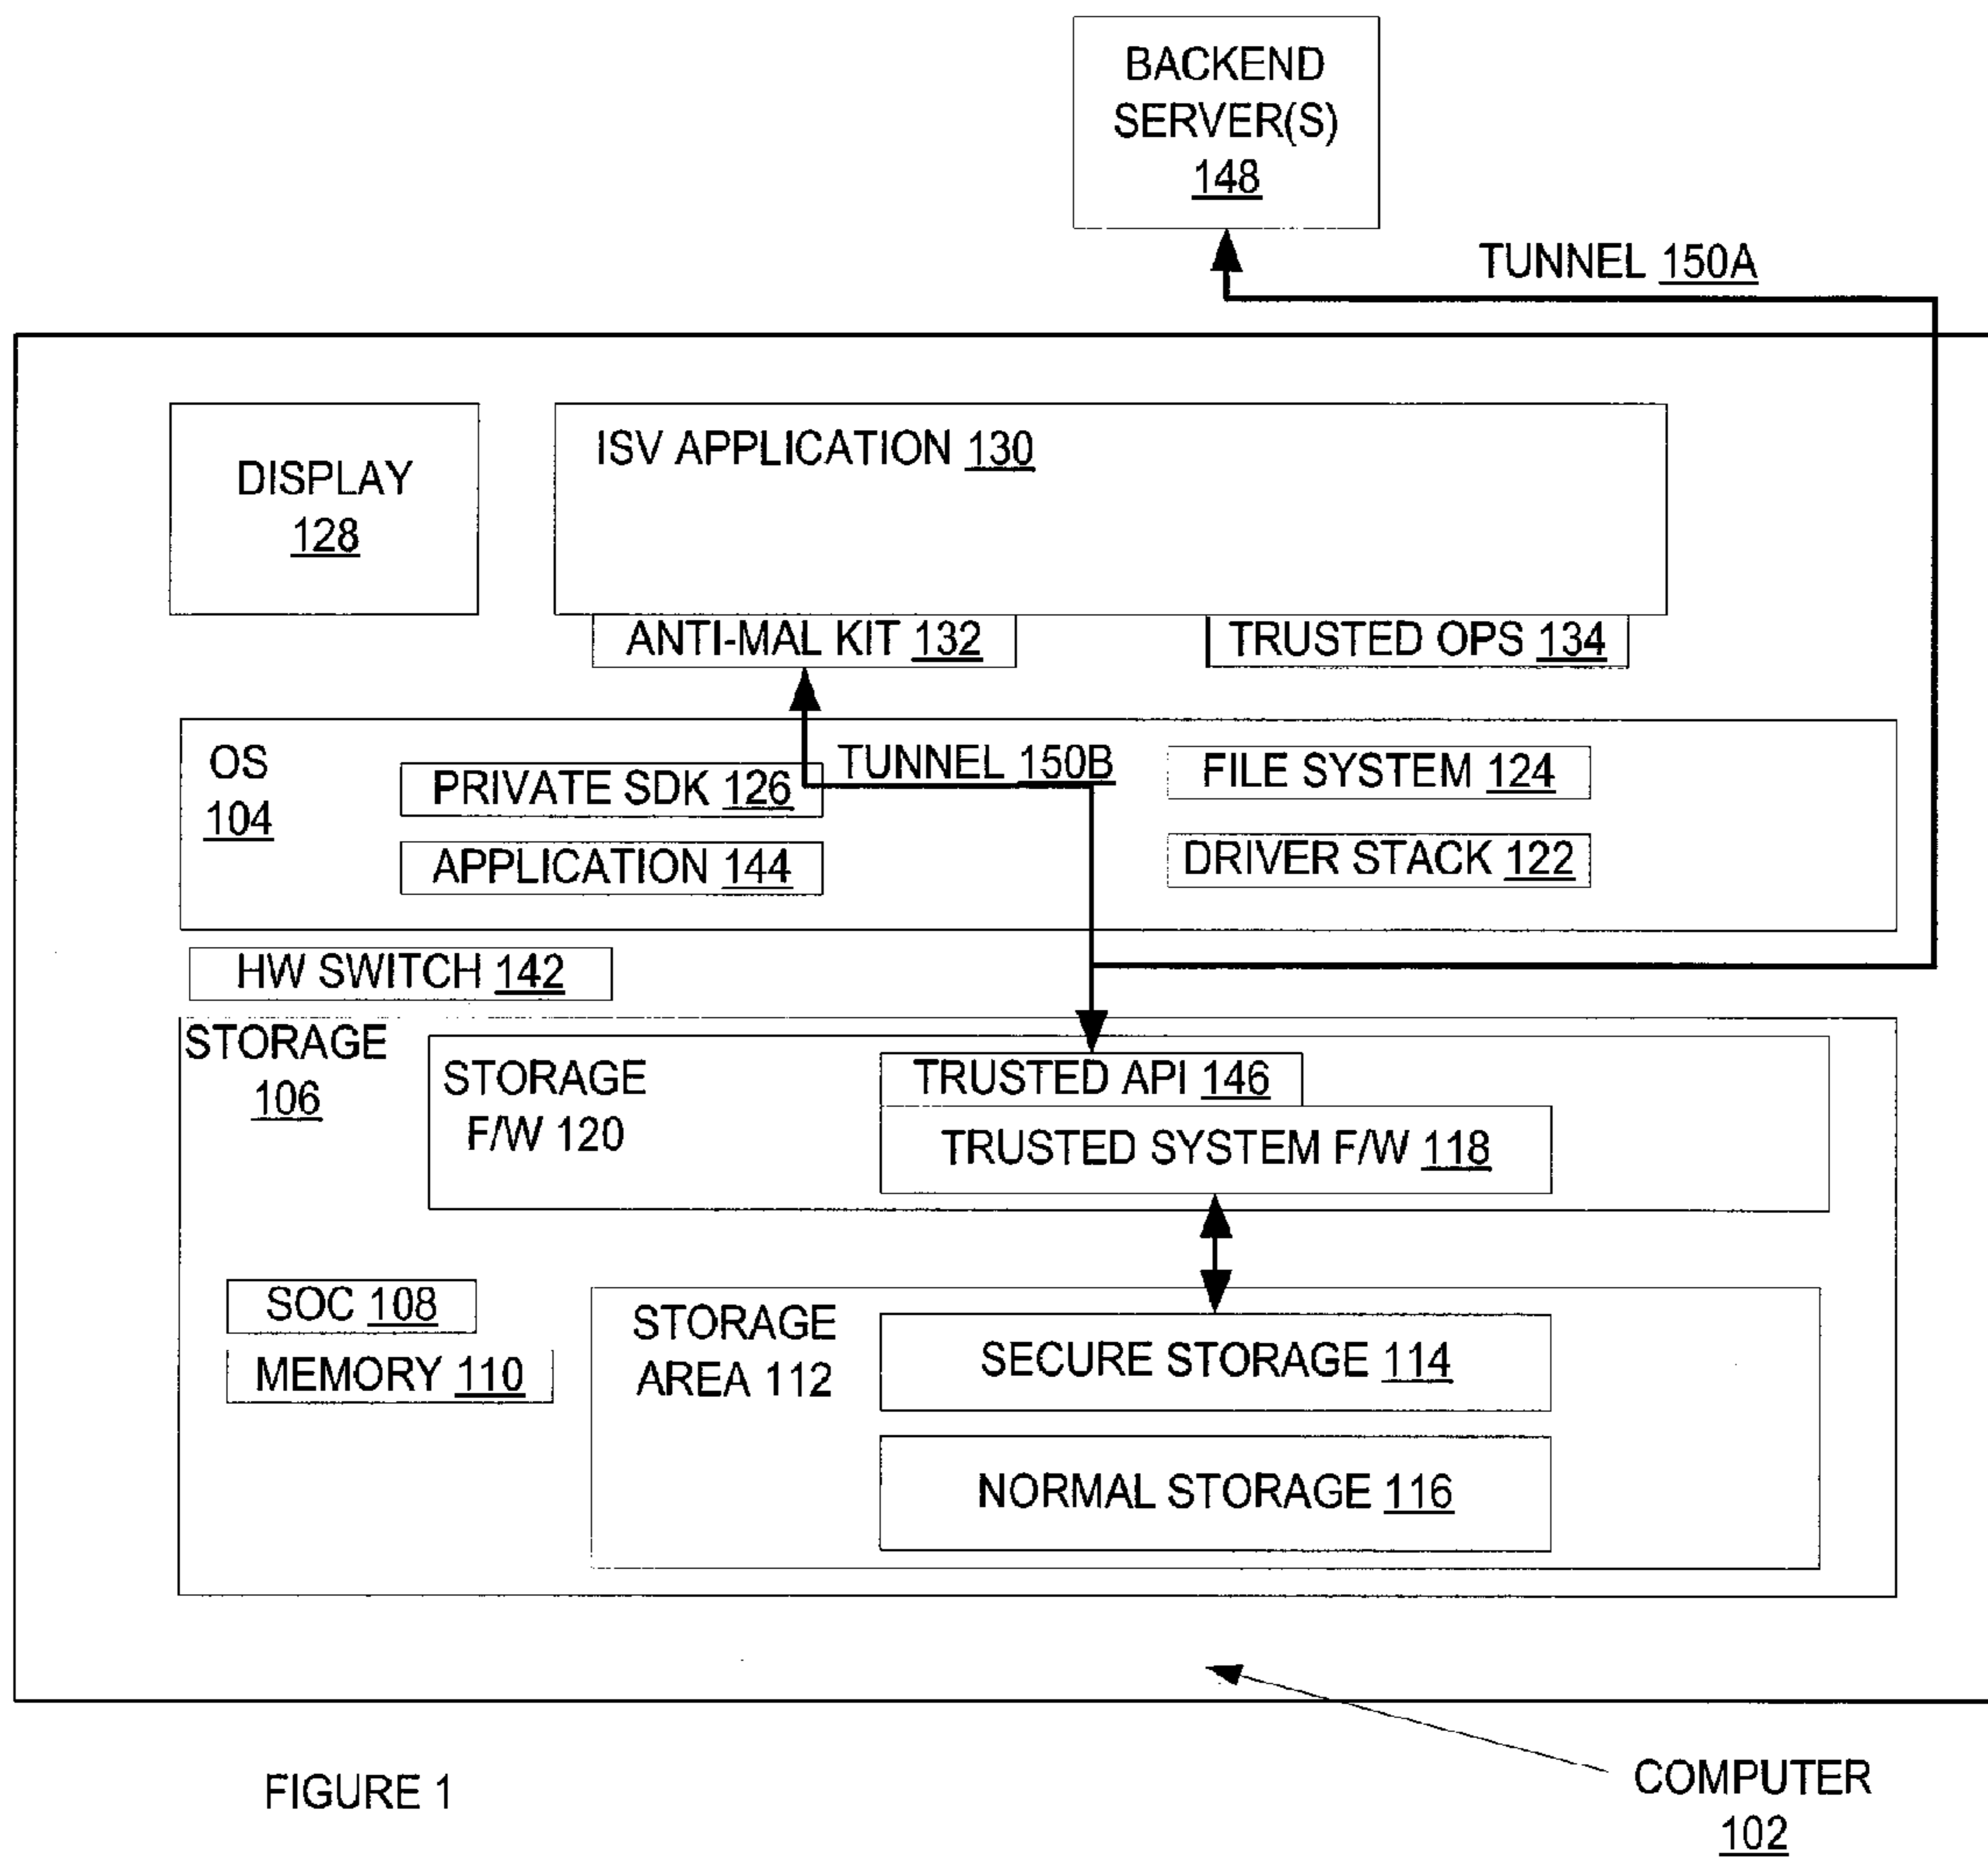 BACKEND
SERVER(S)
148
TUNNEL 150A
DISPLAY
128
ISV APPLICATION 130
ANTI-MAL KIT 132
TRUSTED OPS 134
OS
104
PRIVATE SDK 126
TUNNEL 150B
FILE SYSTEM 124
APPLICATION 144
DRIVER STACK 122
HW SWITCH 142
STORAGE
106
STORAGE
F/W 120
TRUSTED API 146
TRUSTED SYSTEM F/W 118
SOC 108
MEMORY 110
STORAGE
AREA 112
SECURE STORAGE 114
NORMAL STORAGE 116
FIGURE 1
COMPUTER
102